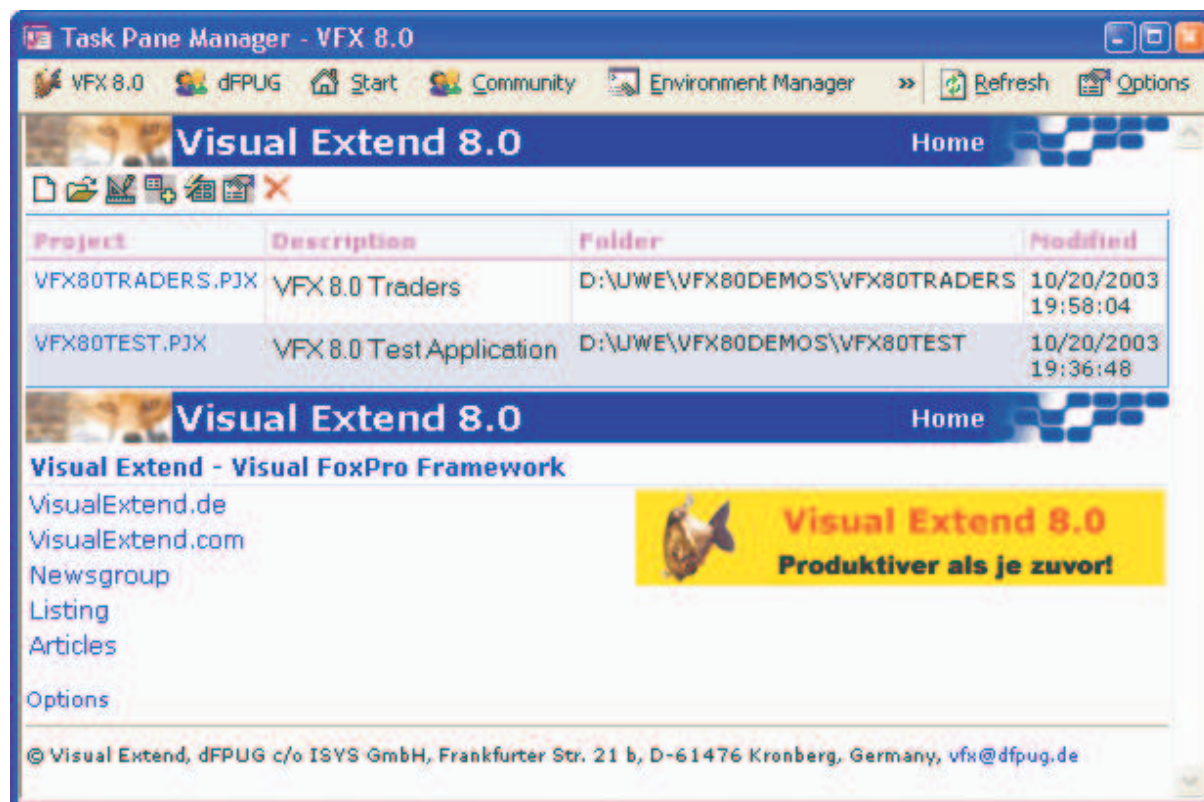 Task Pane Manager - VFX 8.0
VFX 8.0 dFPUG Start Community Environment Manager » Refresh Options
Visual Extend 8.0 Home
Project Description Folder Modified
VFX80TRADERS.PJX VFX 8.0 Traders D:\UWE\VFX80DEMOS\VFX80TRADERS 10/20/2003
19:58:04
VFX80TEST.PJX VFX 8.0 Test Application D:\UWE\VFX80DEMOS\VFX80TEST 10/20/2003
19:36:48
Visual Extend 8.0 Home
Visual Extend - Visual FoxPro Framework
VisualExtend.de
VisualExtend.com
Newsgroup
Listing
Articles
Visual Extend 8.0
Produktiver als je zuvor!
Options
© Visual Extend, dFPUG c/o ISYS GmbH, Frankfurter Str. 21 b, D-61476 Kronberg, Germany, vfx@dfpug.de